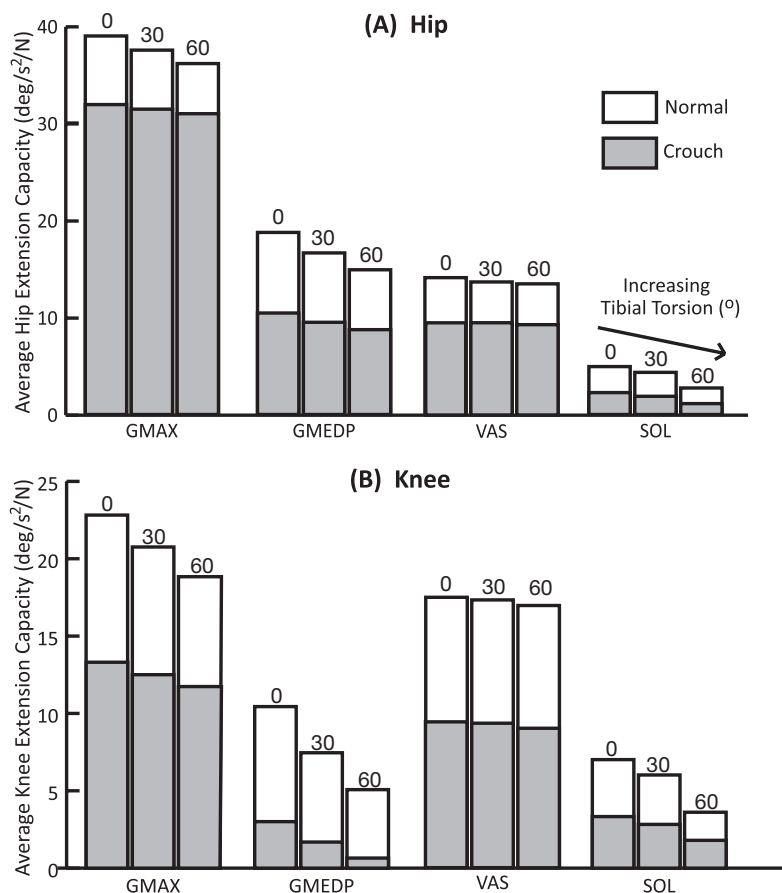 (A) Hip
Average Hip Extension Capacity (deg/s²/N)
40
30
20
10
0
0 30 60
0 30 60
0 30 60
0 30 60
Normal
Crouch
Increasing
Tibial Torsion (º)
GMAX GMEDP VAS SOL
(B) Knee
Average Knee Extension Capacity (deg/s²/N)
25
20
15
10
5
0
0 30 60
0 30 60
0 30 60
0 30 60
GMAX GMEDP VAS SOL